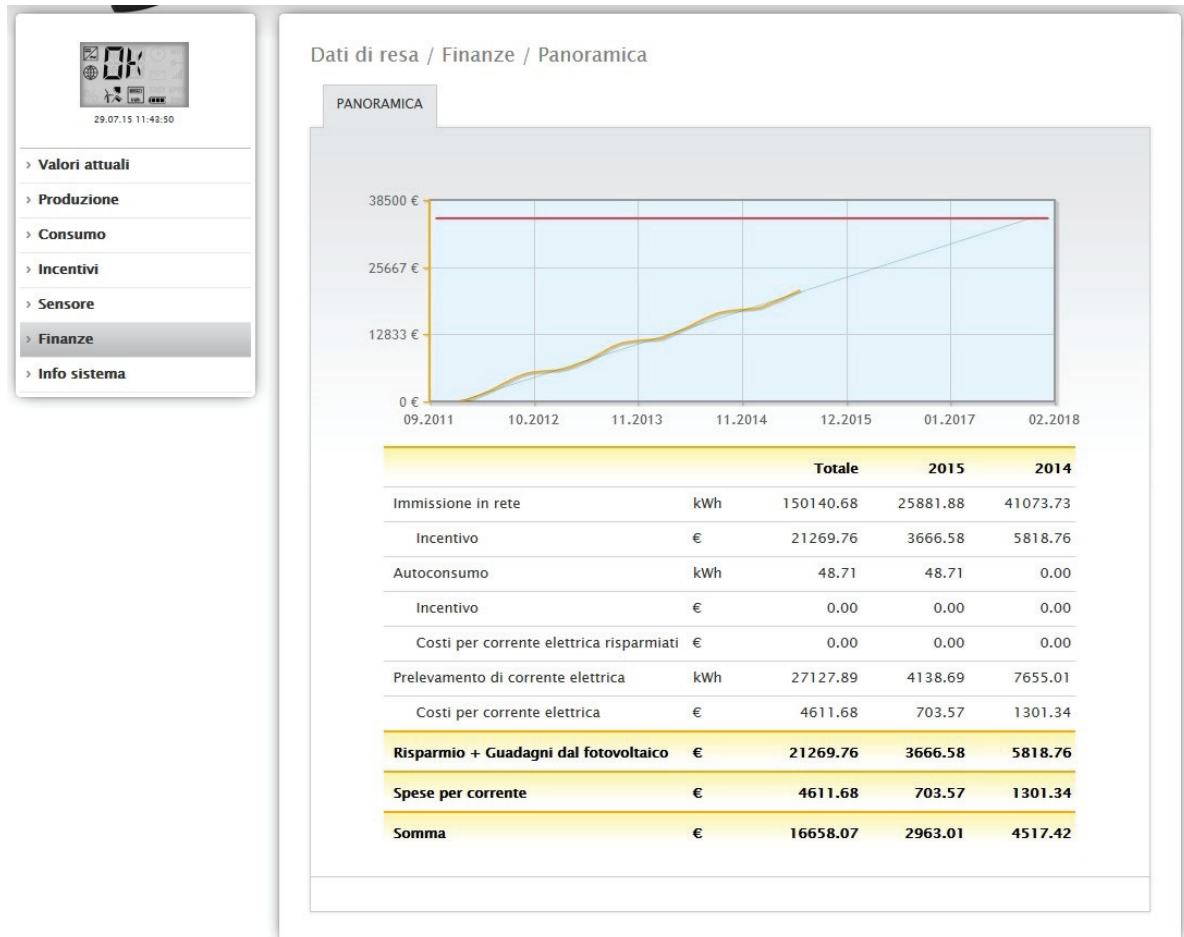 OK
29.07.15 11:43:50
› Valori attuali
› Produzione
› Consumo
› Incentivi
› Sensore
› Finanze
› Info sistema
Dati di resa / Finanze / Panoramica
PANORAMICA
38500 €
25667 €
12833 €
0 €
09.2011 10.2012 11.2013 11.2014 12.2015 01.2017 02.2018
Totale 2015 2014
Immissione in rete kWh 150140.68 25881.88 41073.73
Incentivo € 21269.76 3666.58 5818.76
Autoconsumo kWh 48.71 48.71 0.00
Incentivo € 0.00 0.00 0.00
Costi per corrente elettrica risparmiati € 0.00 0.00 0.00
Prelevamento di corrente elettrica kWh 27127.89 4138.69 7655.01
Costi per corrente elettrica € 4611.68 703.57 1301.34
Risparmio + Guadagni dal fotovoltaico € 21269.76 3666.58 5818.76
Spese per corrente € 4611.68 703.57 1301.34
Somma € 16658.07 2963.01 4517.42